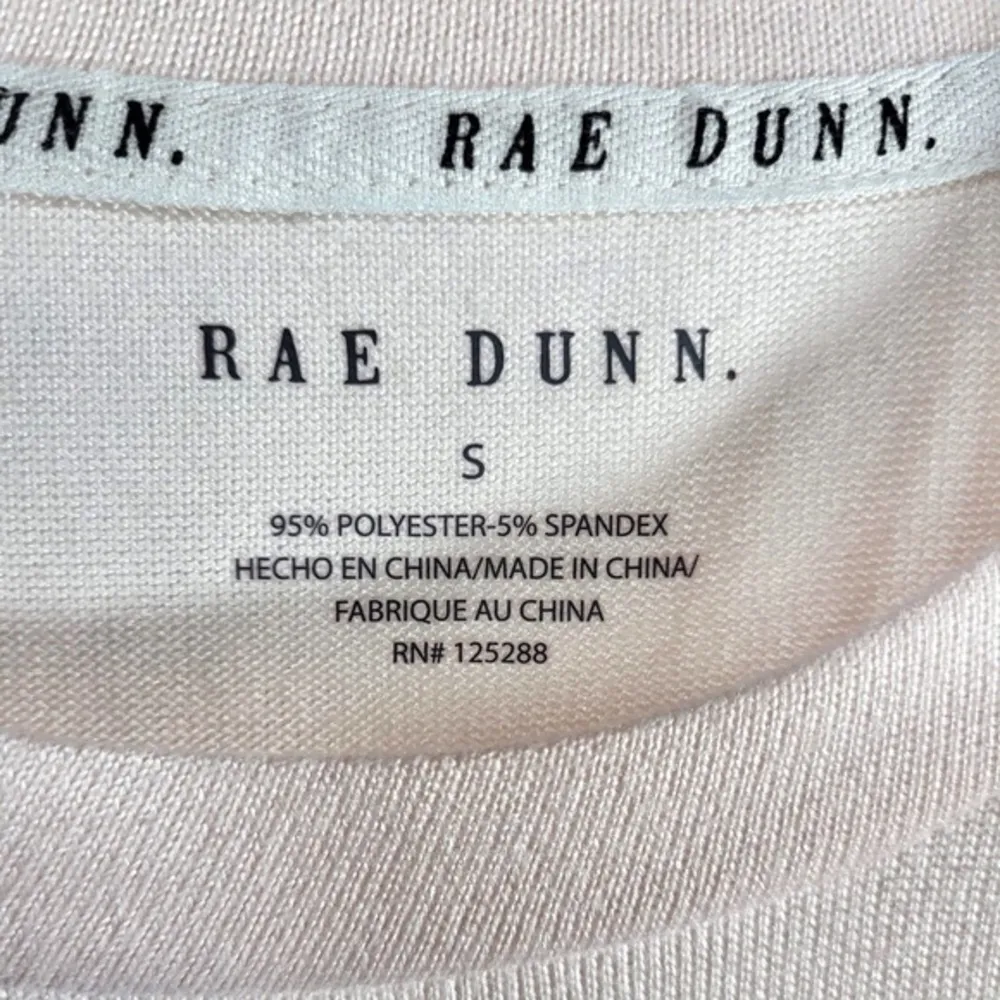 UNN. RAE DUNN.
RAE DUNN.
S
95% POLYESTER-5% SPANDEX
HECHO EN CHINA/MADE IN CHINA/
FABRIQUE AU CHINA
RN# 125288